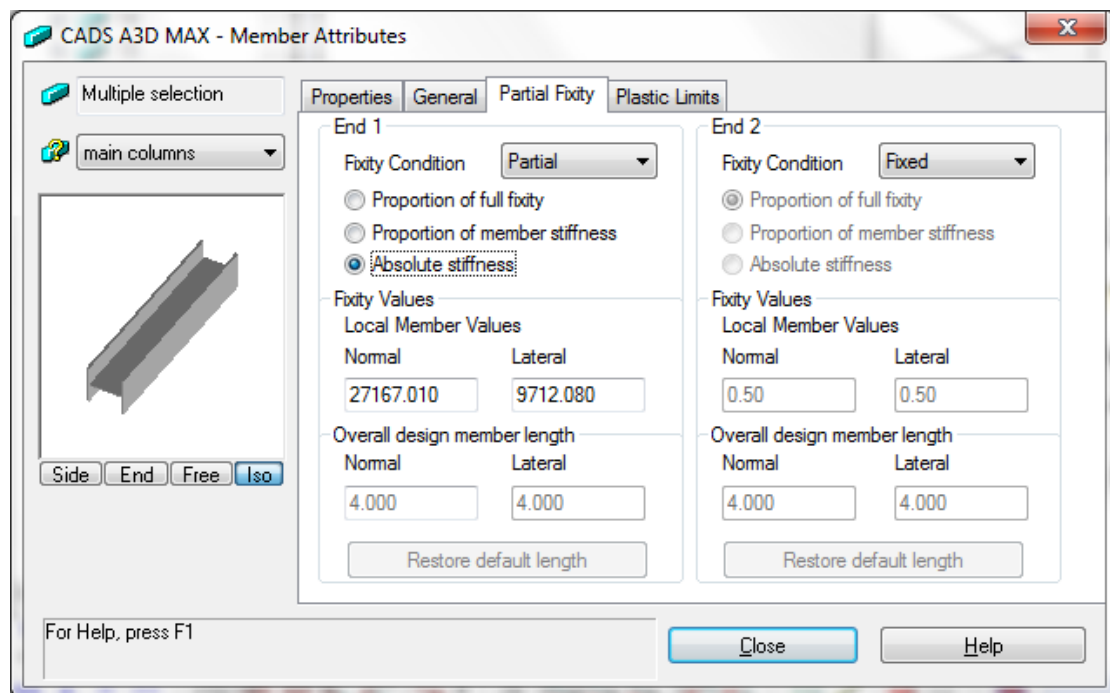 CADS A3D MAX - Member Attributes
x
Multiple selection
main columns
Side End Free Iso
Properties General Partial Fixity Plastic Limits
End 1
Fixity Condition Partial
Proportion of full fixity
Proportion of member stiffness
Absolute stiffness
Fixity Values
Local Member Values
Normal Lateral
27167.010 9712.080
Overall design member length
Normal Lateral
4.000 4.000
Restore default length
End 2
Fixity Condition Fixed
Proportion of full fixity
Proportion of member stiffness
Absolute stiffness
Fixity Values
Local Member Values
Normal Lateral
0.50 0.50
Overall design member length
Normal Lateral
4.000 4.000
Restore default length
For Help, press F1
Close Help